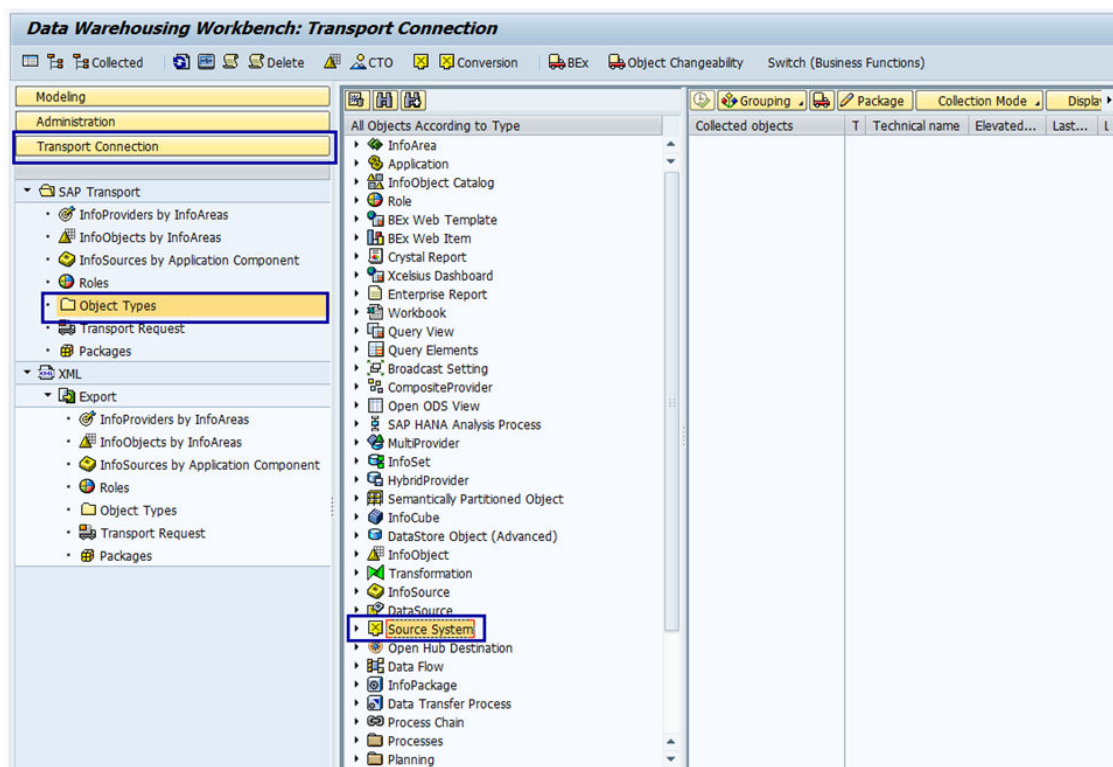 Data Warehousing Workbench: Transport Connection
Collected Delete CTO Conversion BEx Object Changeability Switch (Business Functions)
Modeling
Administration
Transport Connection
SAP Transport
InfoProviders by InfoAreas
InfoObjects by InfoAreas
InfoSources by Application Component
Roles
Object Types
Transport Request
Packages
XML
Export
InfoProviders by InfoAreas
InfoObjects by InfoAreas
InfoSources by Application Component
Roles
Object Types
Transport Request
Packages
All Objects According to Type
InfoArea
Application
InfoObject Catalog
Role
BEx Web Template
BEx Web Item
Crystal Report
Xcelsius Dashboard
Enterprise Report
Workbook
Query View
Query Elements
Broadcast Setting
CompositeProvider
Open ODS View
SAP HANA Analysis Process
MultiProvider
InfoSet
HybridProvider
Semantically Partitioned Object
InfoCube
DataStore Object (Advanced)
InfoObject
Transformation
InfoSource
DataSource
Source System
Open Hub Destination
Data Flow
InfoPackage
Data Transfer Process
Process Chain
Processes
Planning
Grouping Package Collection Mode Display
Collected objects T Technical name Elevated... Last... L